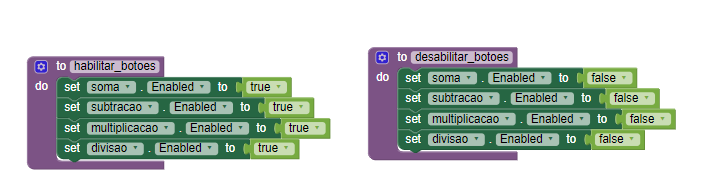 to habilitar_botoes
do set soma . Enabled to true
set subtracao . Enabled to true
set multiplicacao . Enabled to true
set divisao . Enabled to true
to desabilitar_botoes
do set soma . Enabled to false
set subtracao . Enabled to false
set multiplicacao . Enabled to false
set divisao . Enabled to false